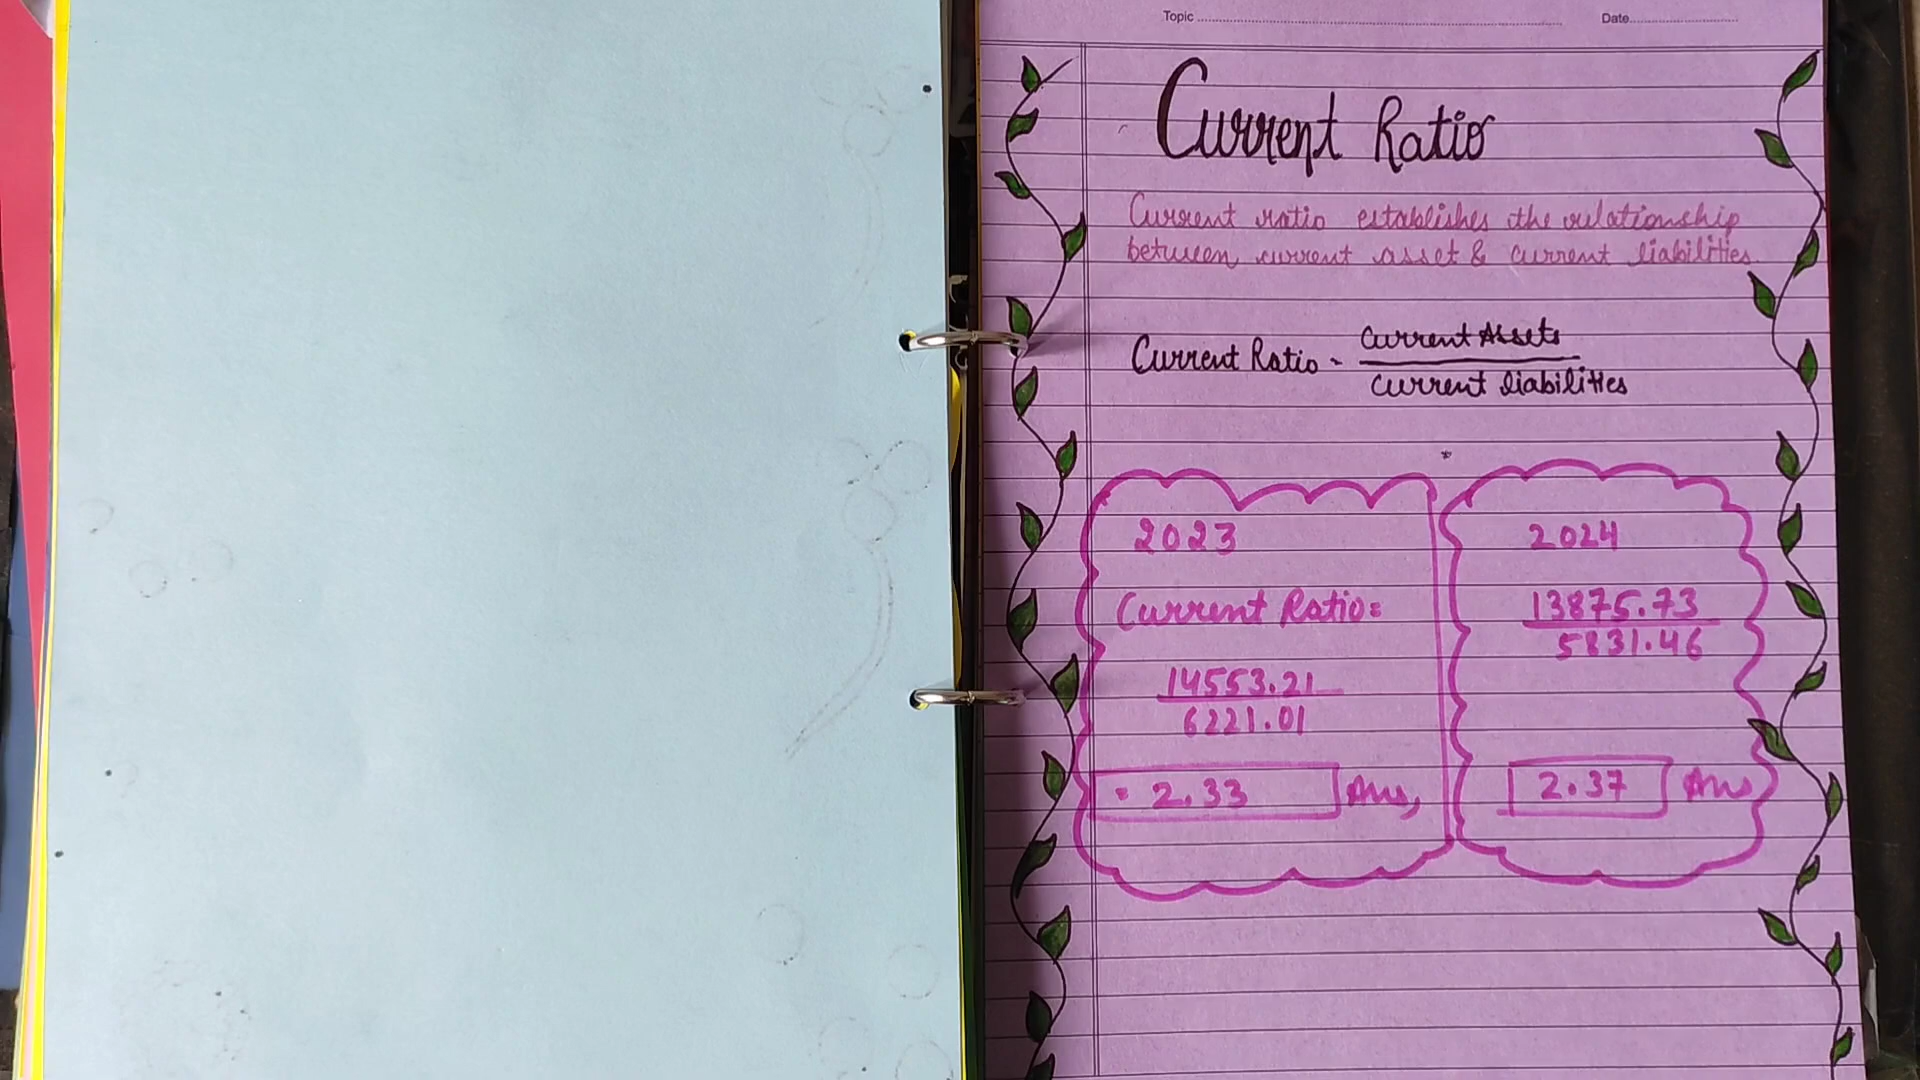 Topic ........ Date........
Current Ratio
Current ratio establishes the relationship
between current asset & current liabilities.
Current Ratio = Current Assets
Current liabilities
2023
Current Ratio=
14553.21
6221.01
= 2.33 Ans,
2024
13875.73
5831.46
2.37 Ans